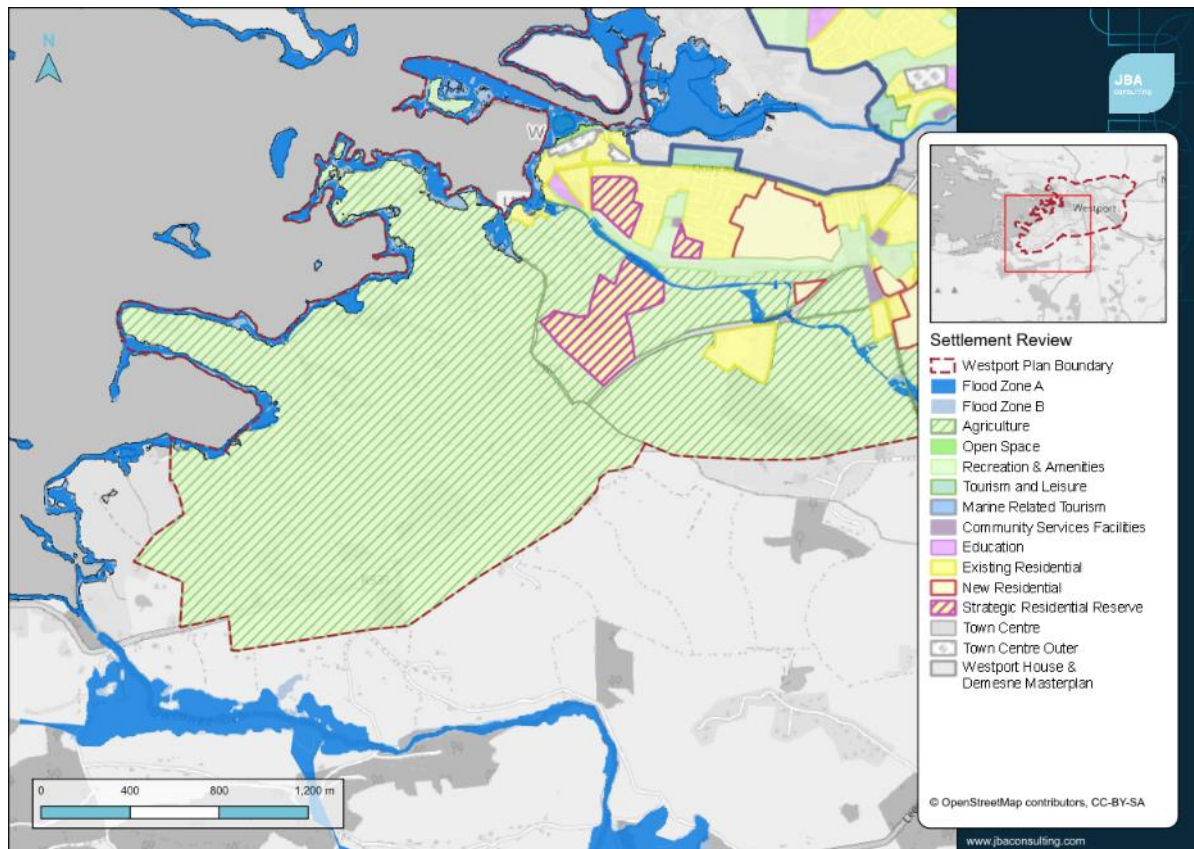 N
JBA
consulting
W
Westport
Settlement Review
Westport Plan Boundary
Flood Zone A
Flood Zone B
Agriculture
Open Space
Recreation & Amenities
Tourism and Leisure
Marine Related Tourism
Community Services Facilities
Education
Existing Residential
New Residential
Strategic Residential Reserve
Town Centre
Town Centre Outer
Westport House &
Demesne Masterplan
0 400 800 1,200 m
© OpenStreetMap contributors, CC-BY-SA
www.jbaconsulting.com